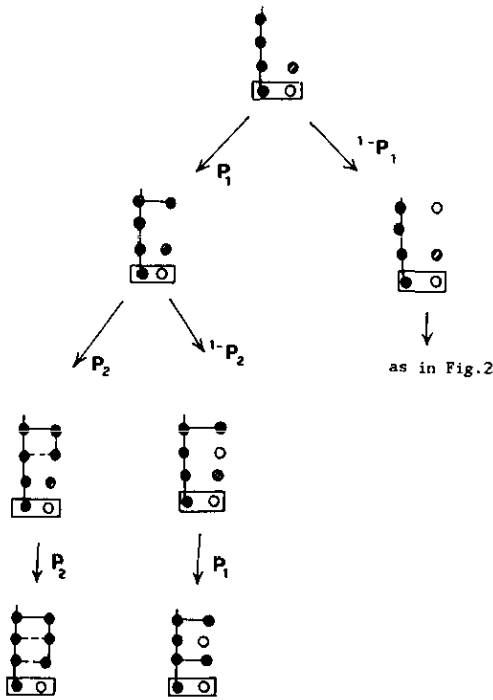 P₁
¹⁻P₁
P₂
¹⁻P₂
as in Fig.2
P₂
P₁